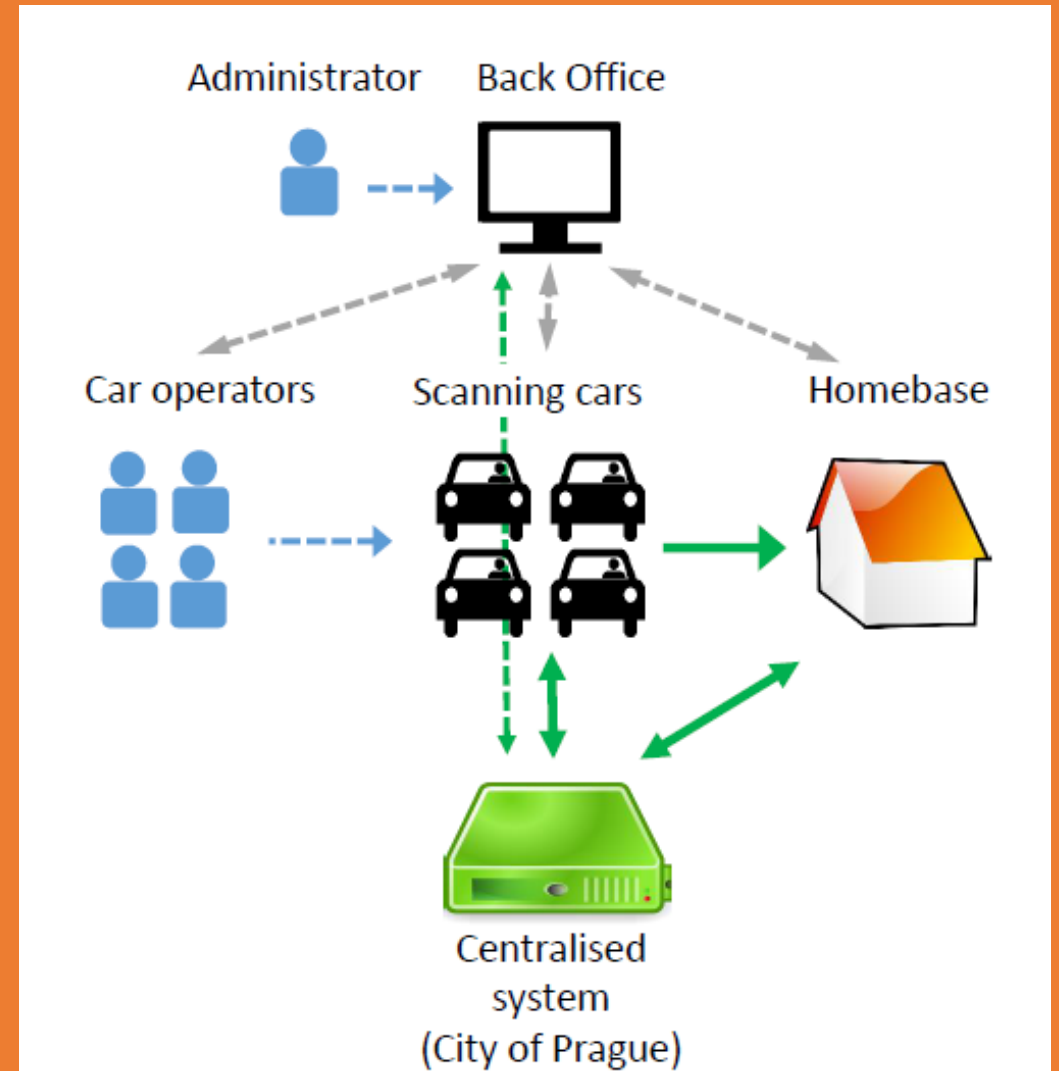 Administrator
Back Office
Car operators
Scanning cars
Homebase
Centralised
system
(City of Prague)